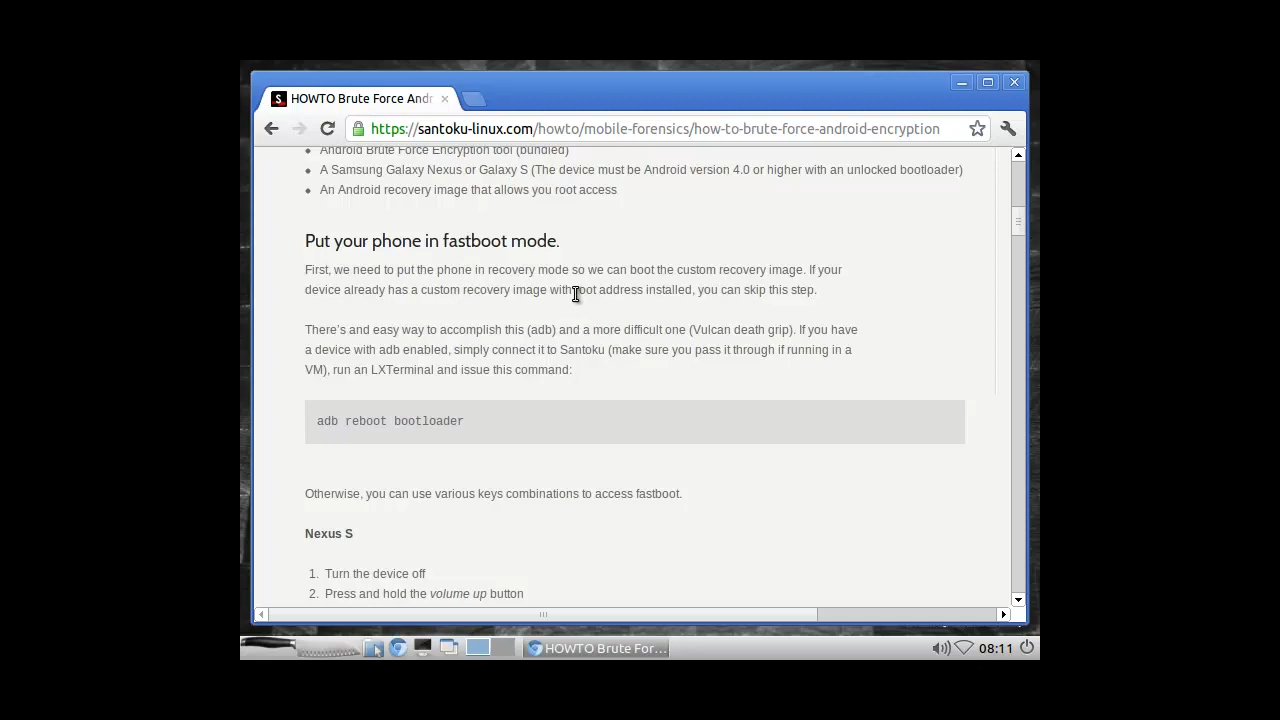 HOWTO Brute Force Andr
https://santoku-linux.com/howto/mobile-forensics/how-to-brute-force-android-encryption
Android Brute Force Encryption tool (bundled)
A Samsung Galaxy Nexus or Galaxy S (The device must be Android version 4.0 or higher with an unlocked bootloader)
An Android recovery image that allows you root access
Put your phone in fastboot mode.
First, we need to put the phone in recovery mode so we can boot the custom recovery image. If your
device already has a custom recovery image with root address installed, you can skip this step.
There's and easy way to accomplish this (adb) and a more difficult one (Vulcan death grip). If you have
a device with adb enabled, simply connect it to Santoku (make sure you pass it through if running in a
VM), run an LXTerminal and issue this command:
adb reboot bootloader
Otherwise, you can use various keys combinations to access fastboot.
Nexus S
1. Turn the device off
2. Press and hold the volume up button
HOWTO Brute For...
08:11